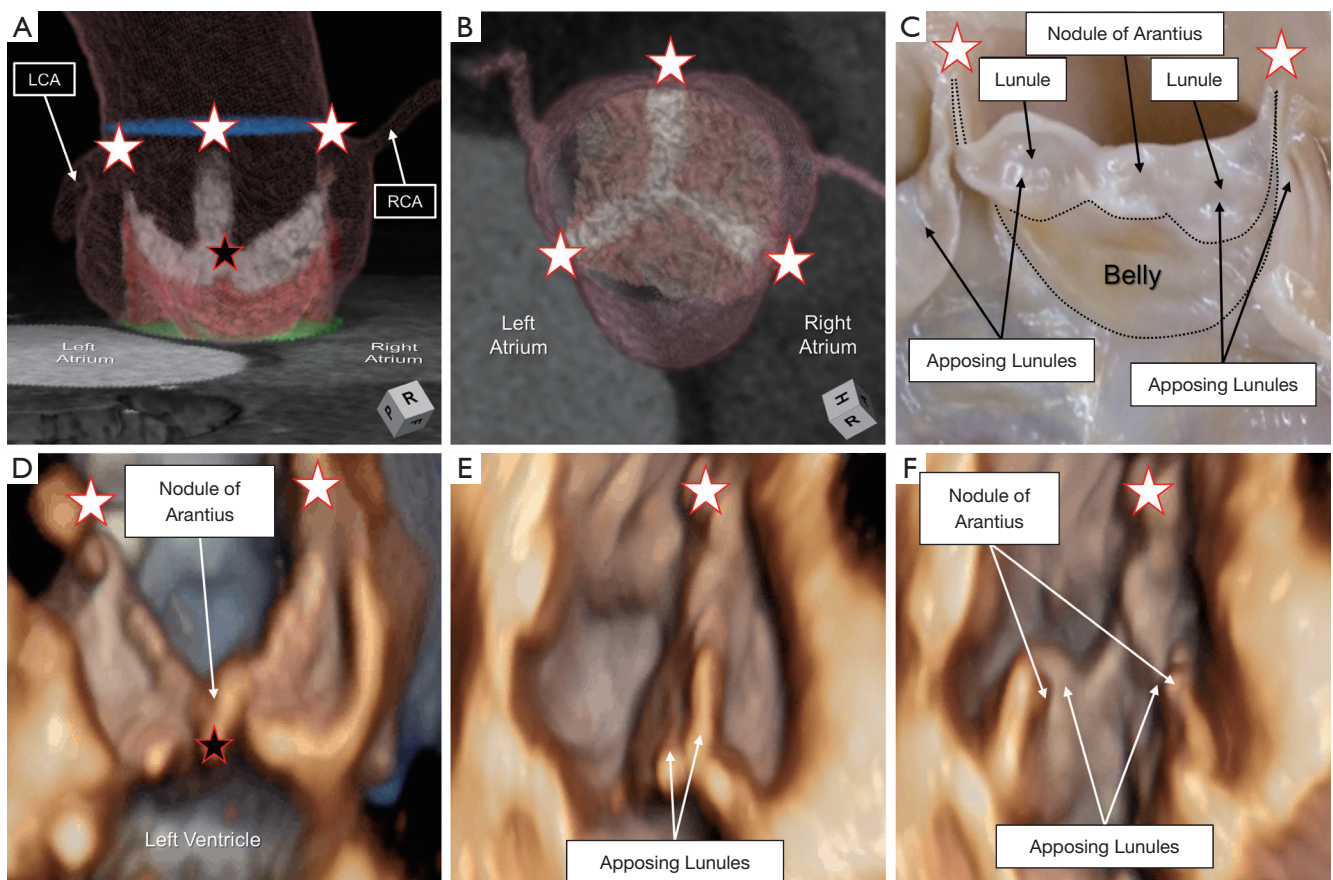 A
LCA
RCA
Left
Atrium
Right
Atrium
P
R
F
B
Left
Atrium
Right
Atrium
H
R
C
Nodule of Arantius
Lunule
Lunule
Belly
Apposing Lunules
Apposing Lunules
D
Nodule of
Arantius
Left Ventricle
E
Apposing Lunules
F
Nodule of
Arantius
Apposing Lunules